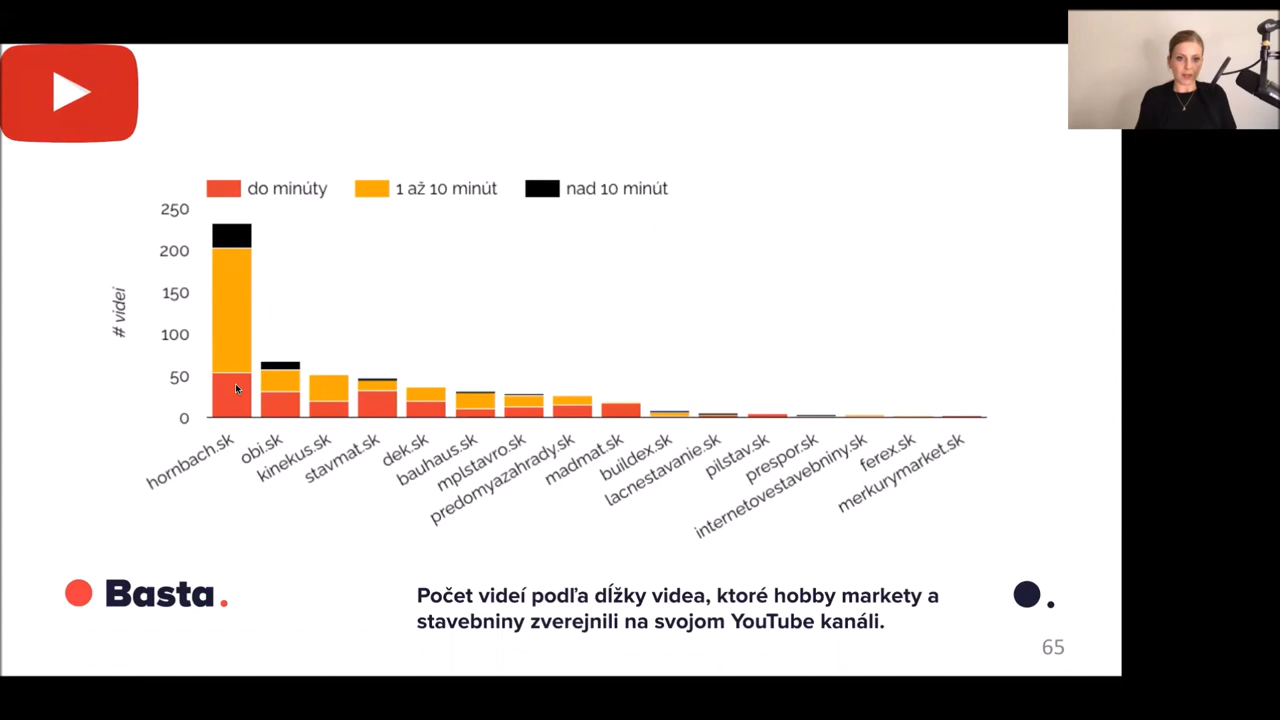 do minúty
1 až 10 minút
nad 10 minút
250
200
150
100
50
0
# videí
hornbach.sk
obi.sk
kinekus.sk
stavmat.sk
dek.sk
bauhaus.sk
mplstavro.sk
predomyazahrady.sk
madmat.sk
buildex.sk
lacnestavanie.sk
pilstav.sk
prespor.sk
internetovestavebniny.sk
ferex.sk
merkurymarket.sk
Basta.
Počet videí podľa dĺžky videa, ktoré hobby markety a
stavebniny zverejnili na svojom YouTube kanáli.
65